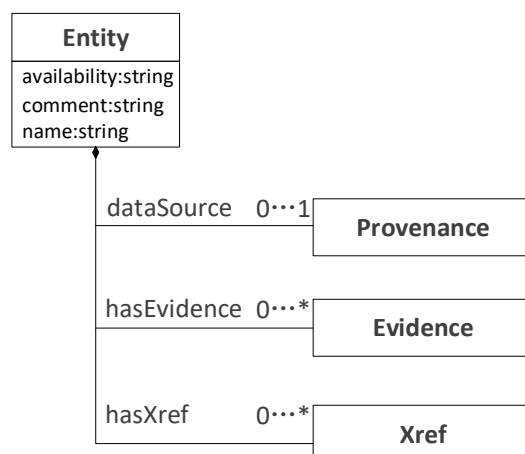 Entity
availability:string
comment:string
name:string
dataSource 0···1
Provenance
hasEvidence 0···*
Evidence
hasXref 0···*
Xref